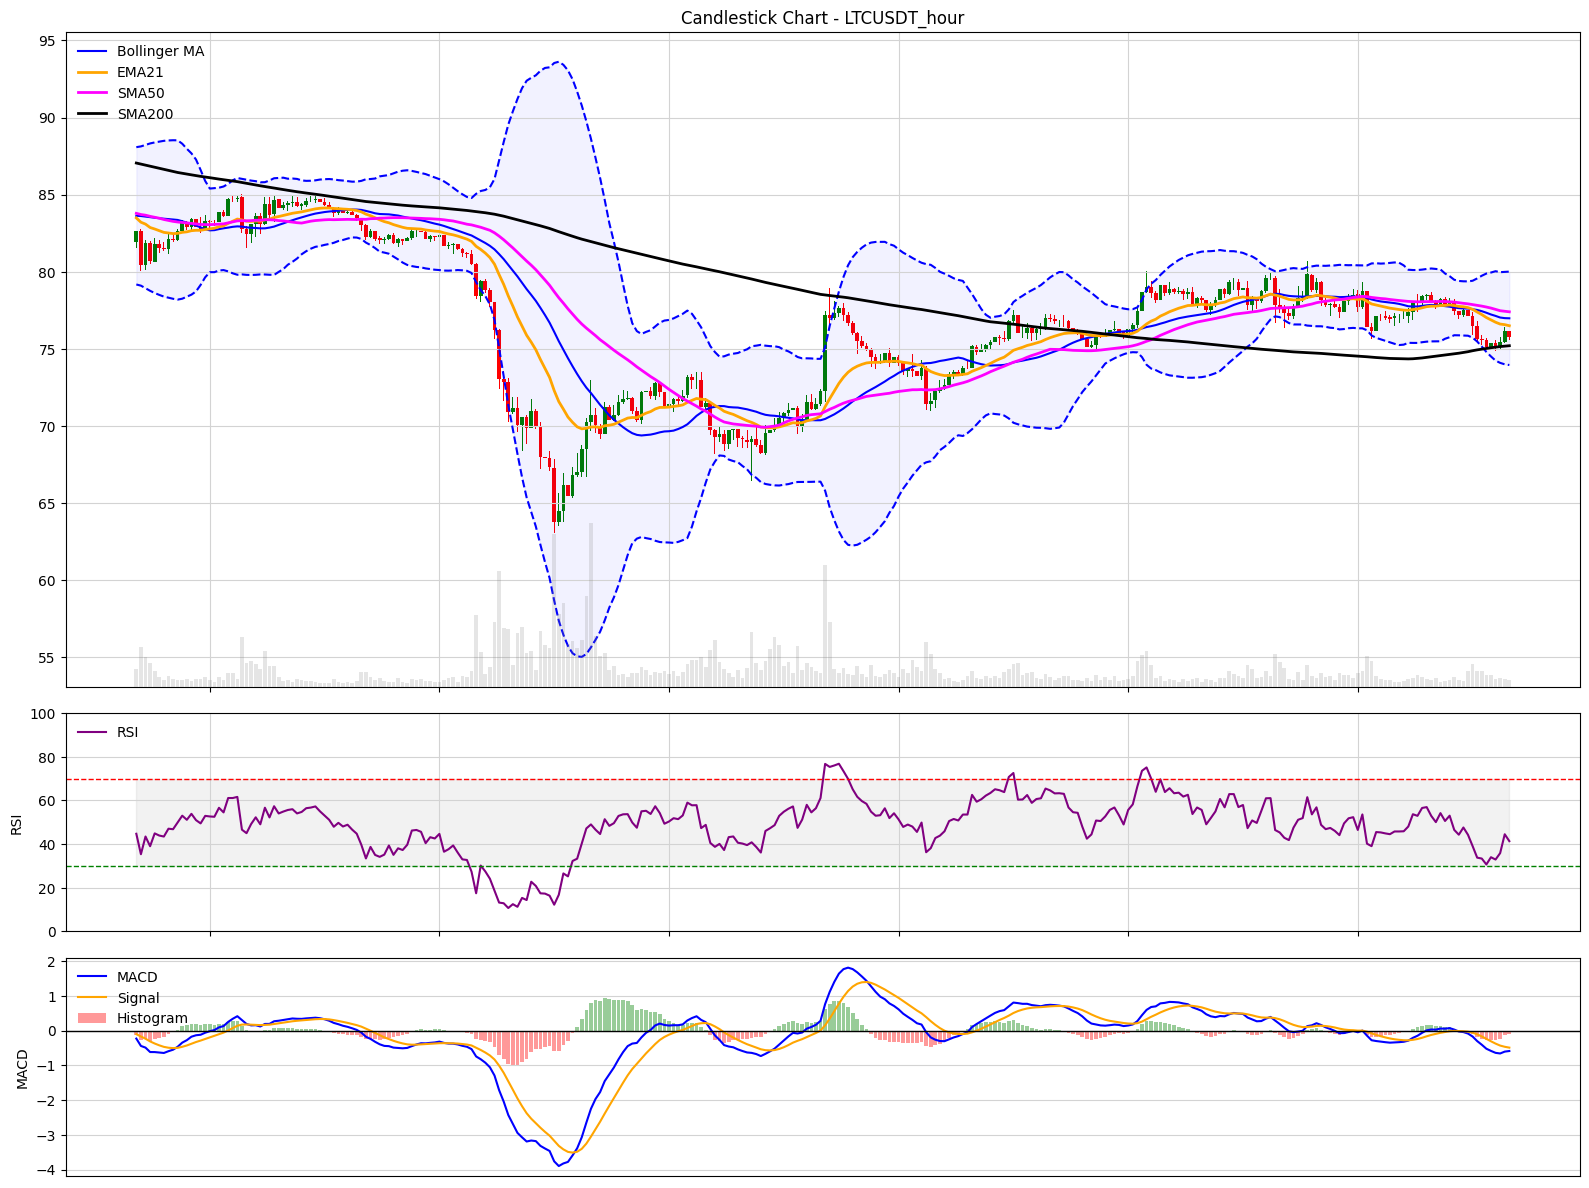 Candlestick Chart - LTCUSDT_hour
95
90
85
80
75
70
65
60
55
Bollinger MA
EMA21
SMA50
SMA200
100
80
60
40
20
0
RSI
RSI
2
1
0
−1
−2
−3
−4
MACD
MACD
Signal
Histogram